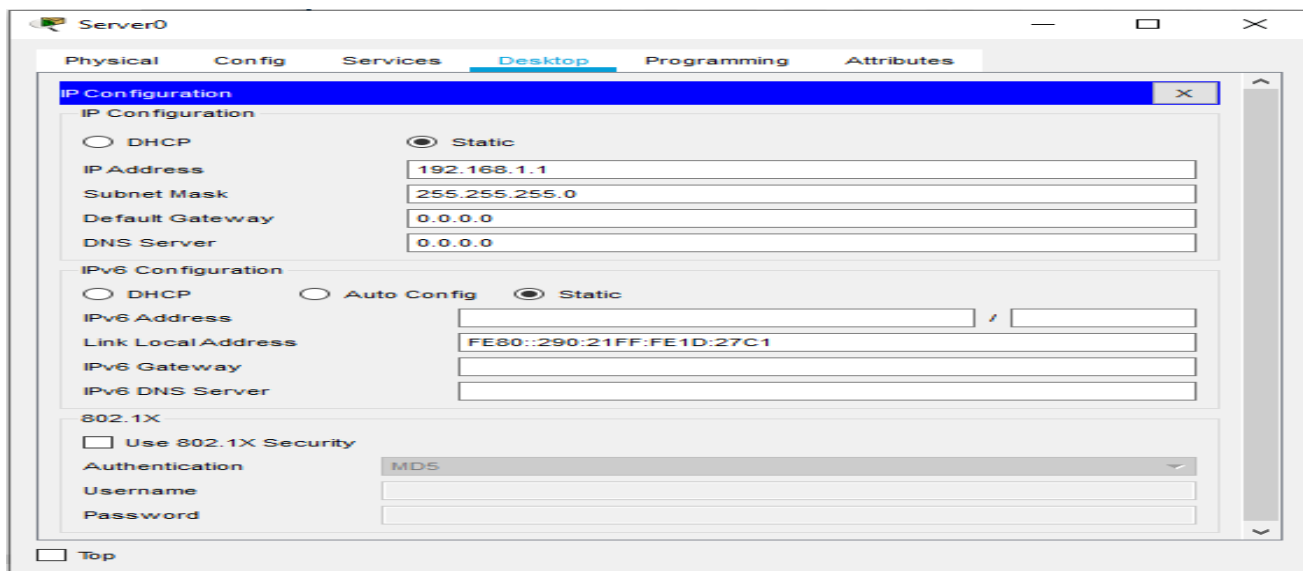 Server0
Physical Config Services Desktop Programming Attributes
IP Configuration X
IP Configuration
DHCP Static
IP Address 192.168.1.1
Subnet Mask 255.255.255.0
Default Gateway 0.0.0.0
DNS Server 0.0.0.0
IPv6 Configuration
DHCP Auto Config Static
IPv6 Address /
Link Local Address FE80::290:21FF:FE1D:27C1
IPv6 Gateway
IPv6 DNS Server
802.1X
Use 802.1X Security
Authentication MD5
Username
Password
Top